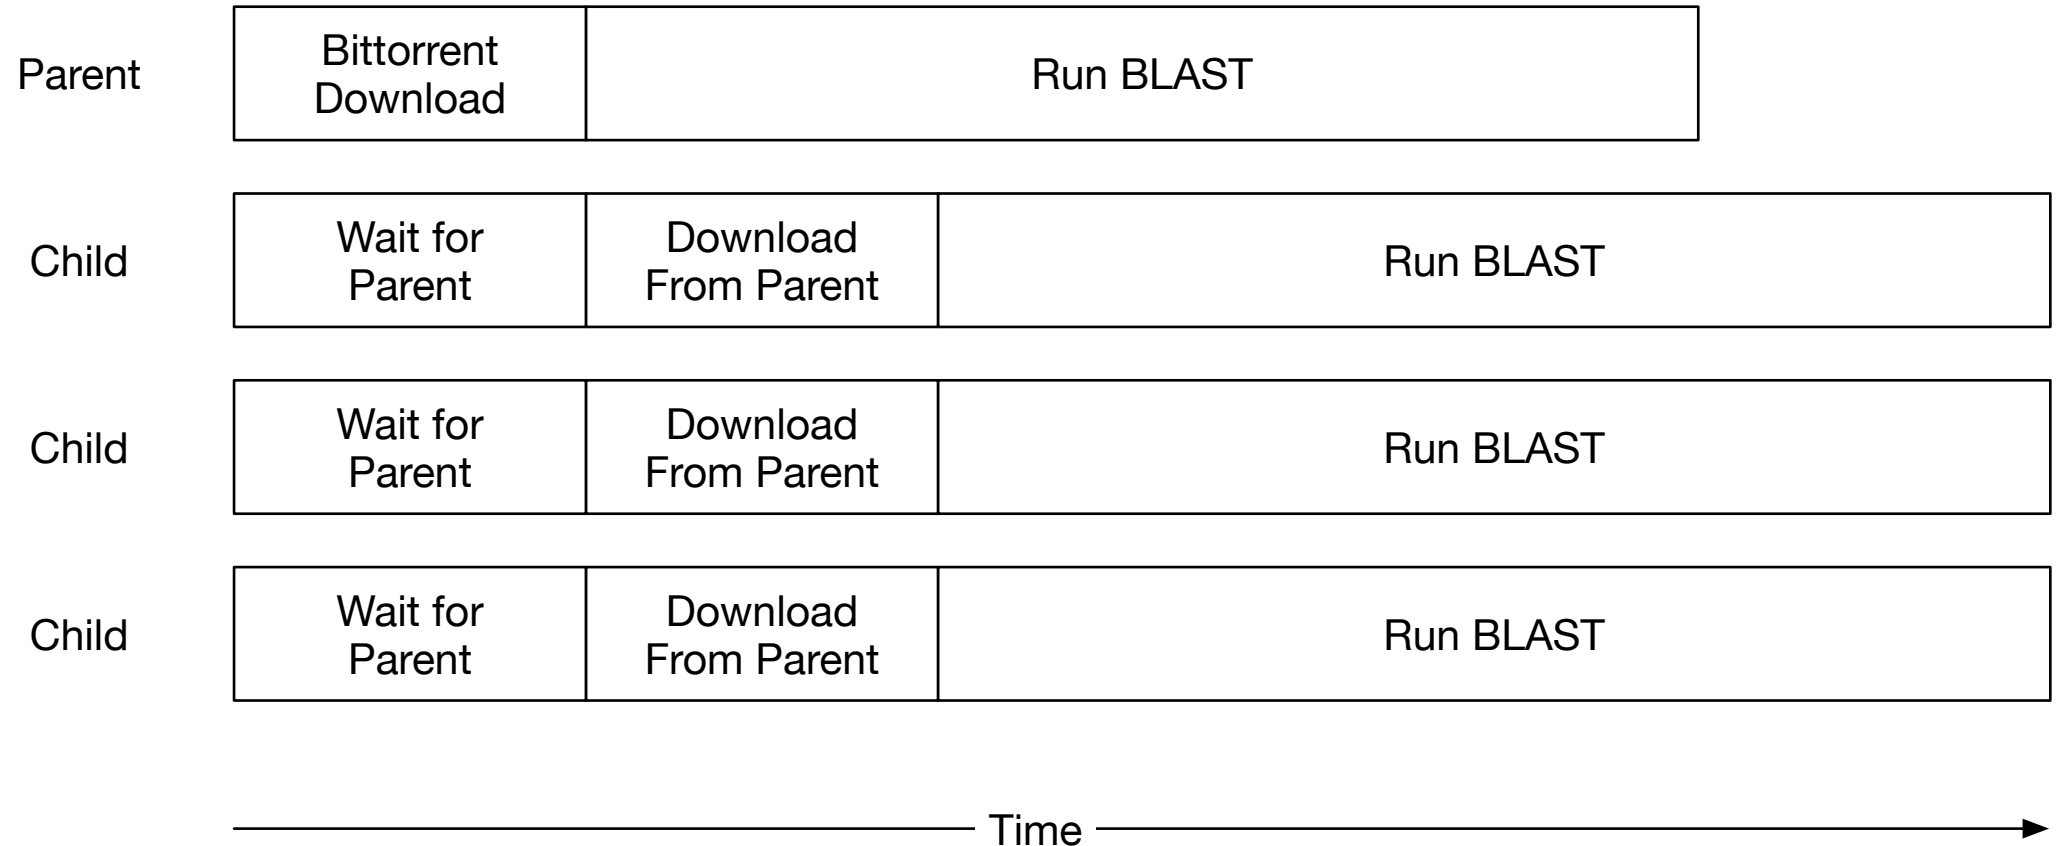 Parent
Bittorrent
Download
Run BLAST
Child
Wait for
Parent
Download
From Parent
Run BLAST
Child
Wait for
Parent
Download
From Parent
Run BLAST
Child
Wait for
Parent
Download
From Parent
Run BLAST
Time